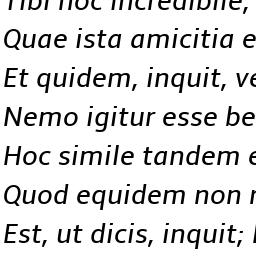 Tibi hoc incredibile,
Quae ista amicitia e
Et quidem, inquit, ve
Nemo igitur esse be
Hoc simile tandem e
Quod equidem non r
Est, ut dicis, inquit;